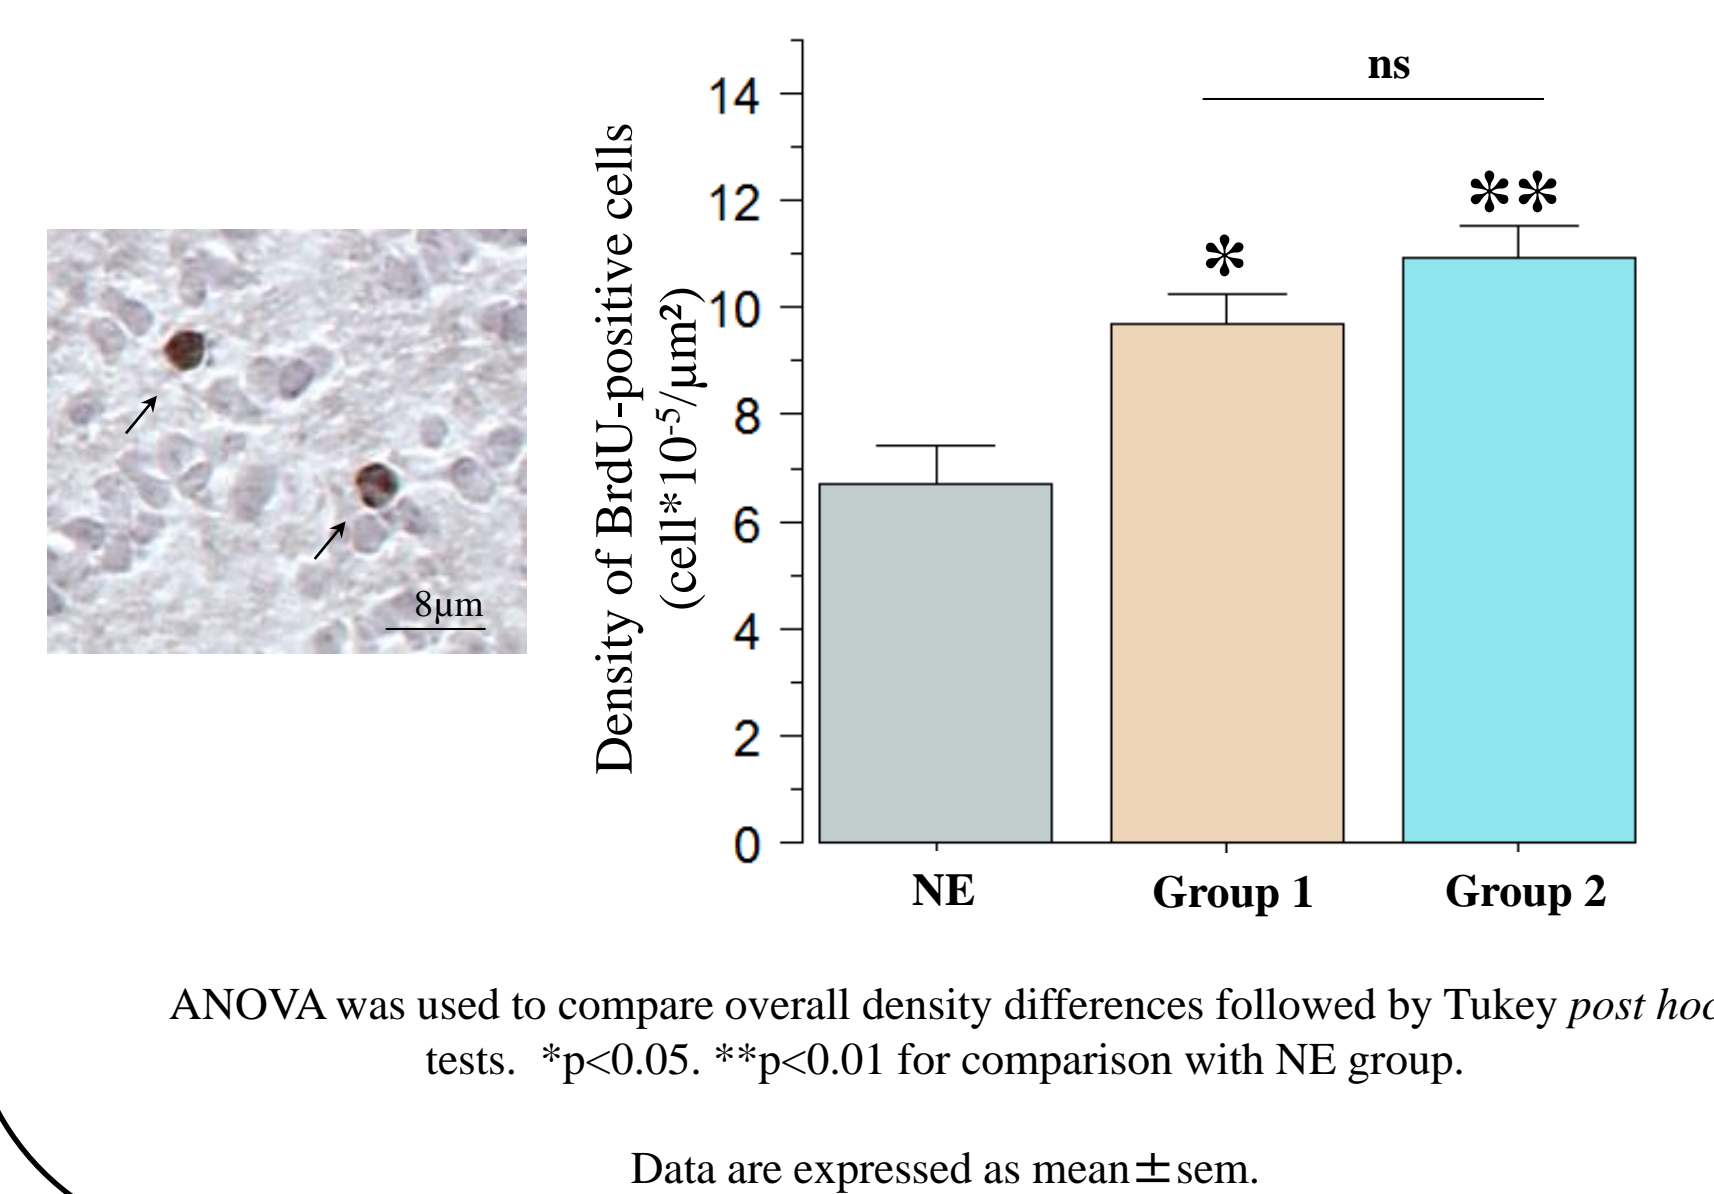 ns
14
12
10
8
6
4
2
0
**
*
Density of BrdU-positive cells
(cell*10⁻⁵/µm²)
8µm
NE Group 1 Group 2
ANOVA was used to compare overall density differences followed by Tukey post hoc
tests. *p<0.05. **p<0.01 for comparison with NE group.
Data are expressed as mean±sem.